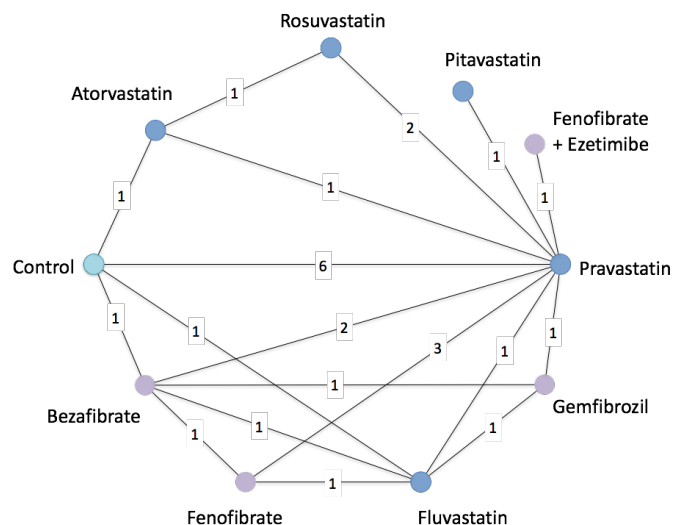 Rosuvastatin
Pitavastatin
Atorvastatin
1
Fenofibrate
+ Ezetimibe
2
1
1
1
1
1
Control
6
Pravastatin
1
1
2
1
3
1
1
Bezafibrate
Gemfibrozil
1
1
1
1
Fenofibrate
Fluvastatin